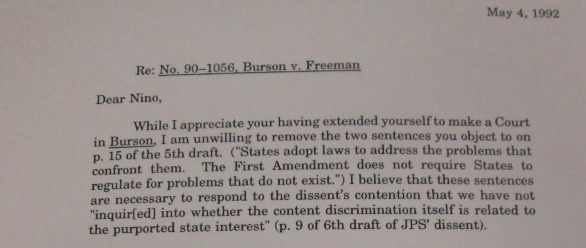 May 4, 1992
Re: No. 90–1056, Burson v. Freeman
Dear Nino,
While I appreciate your having extended yourself to make a Court
in Burson, I am unwilling to remove the two sentences you object to on
p. 15 of the 5th draft. ("States adopt laws to address the problems that
confront them. The First Amendment does not require States to
regulate for problems that do not exist.") I believe that these sentences
are necessary to respond to the dissent's contention that we have not
"inquir[ed] into whether the content discrimination itself is related to
the purported state interest" (p. 9 of 6th draft of JPS' dissent).